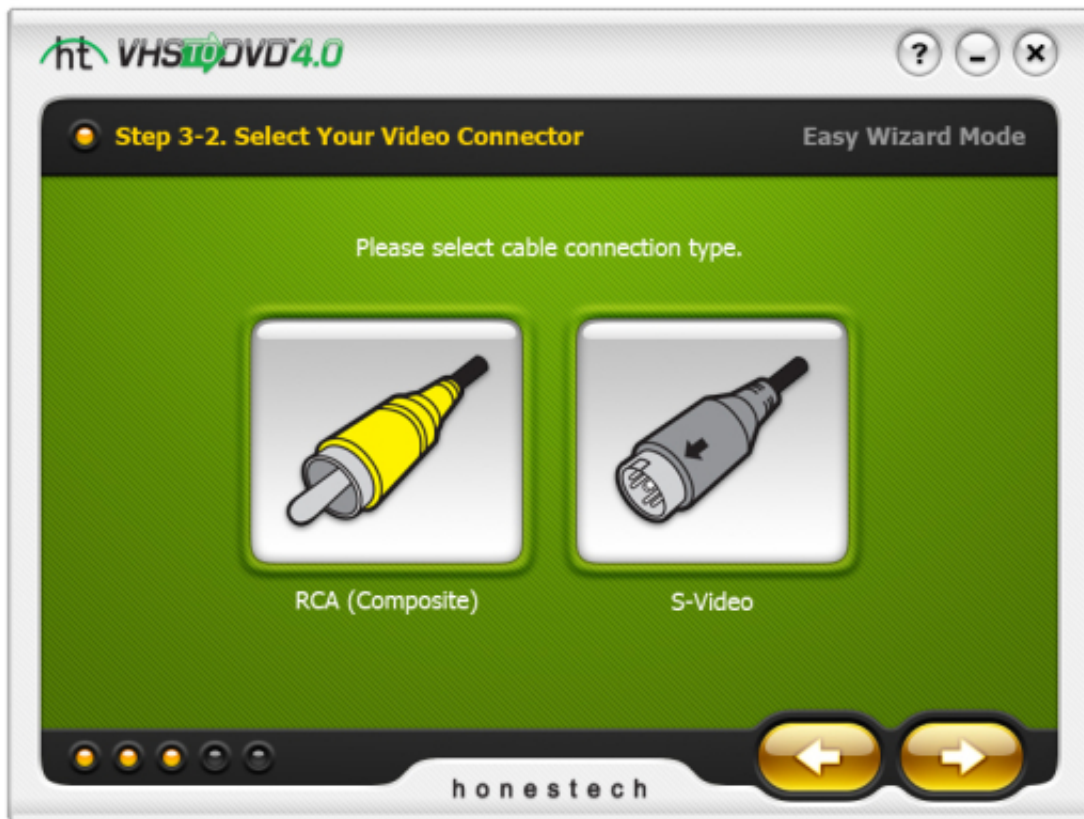 ht VHS TO DVD™ 4.0
?
Step 3-2. Select Your Video Connector
Easy Wizard Mode
Please select cable connection type.
RCA (Composite)
S-Video
honestech